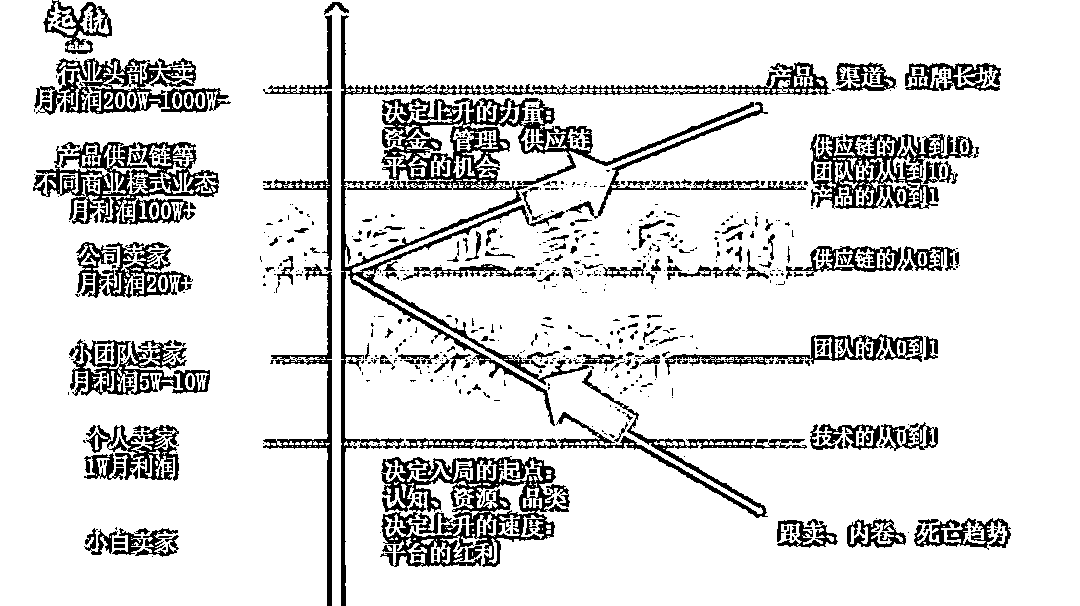 起航
行业头部大卖
月利润200W-1000W-
产品供应链等
不同商业模式业态
月利润100W+
公司卖家
月利润20W+
小团队卖家
月利润5W-10W
个人卖家
1W月利润
小白卖家
决定上升的力量:
资金、管理、供应链
平台的机会
决定入局的起点:
认知、资源、品类
决定上升的速度:
平台的红利
产品、渠道、品牌长坡
供应链的从1到10,
团队的从1到10,
产品的从0到1
供应链的从0到1
团队的从0到1
技术的从0到1
跟卖、内卷、死亡趋势